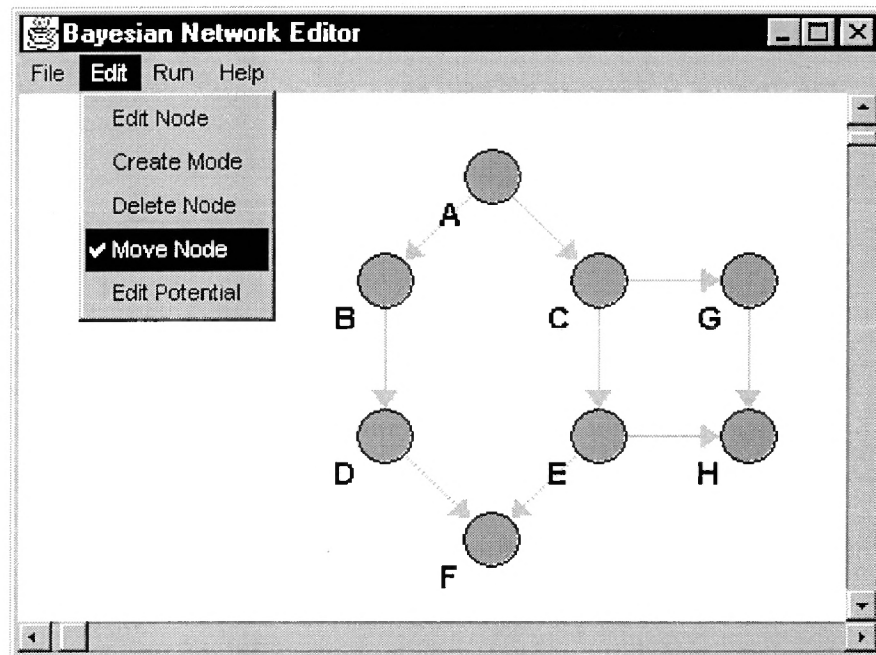 Bayesian Network Editor
File Edit Run Help
Edit Node
Create Mode
Delete Node
Move Node
Edit Potential
A
B
C
G
D
E
H
F